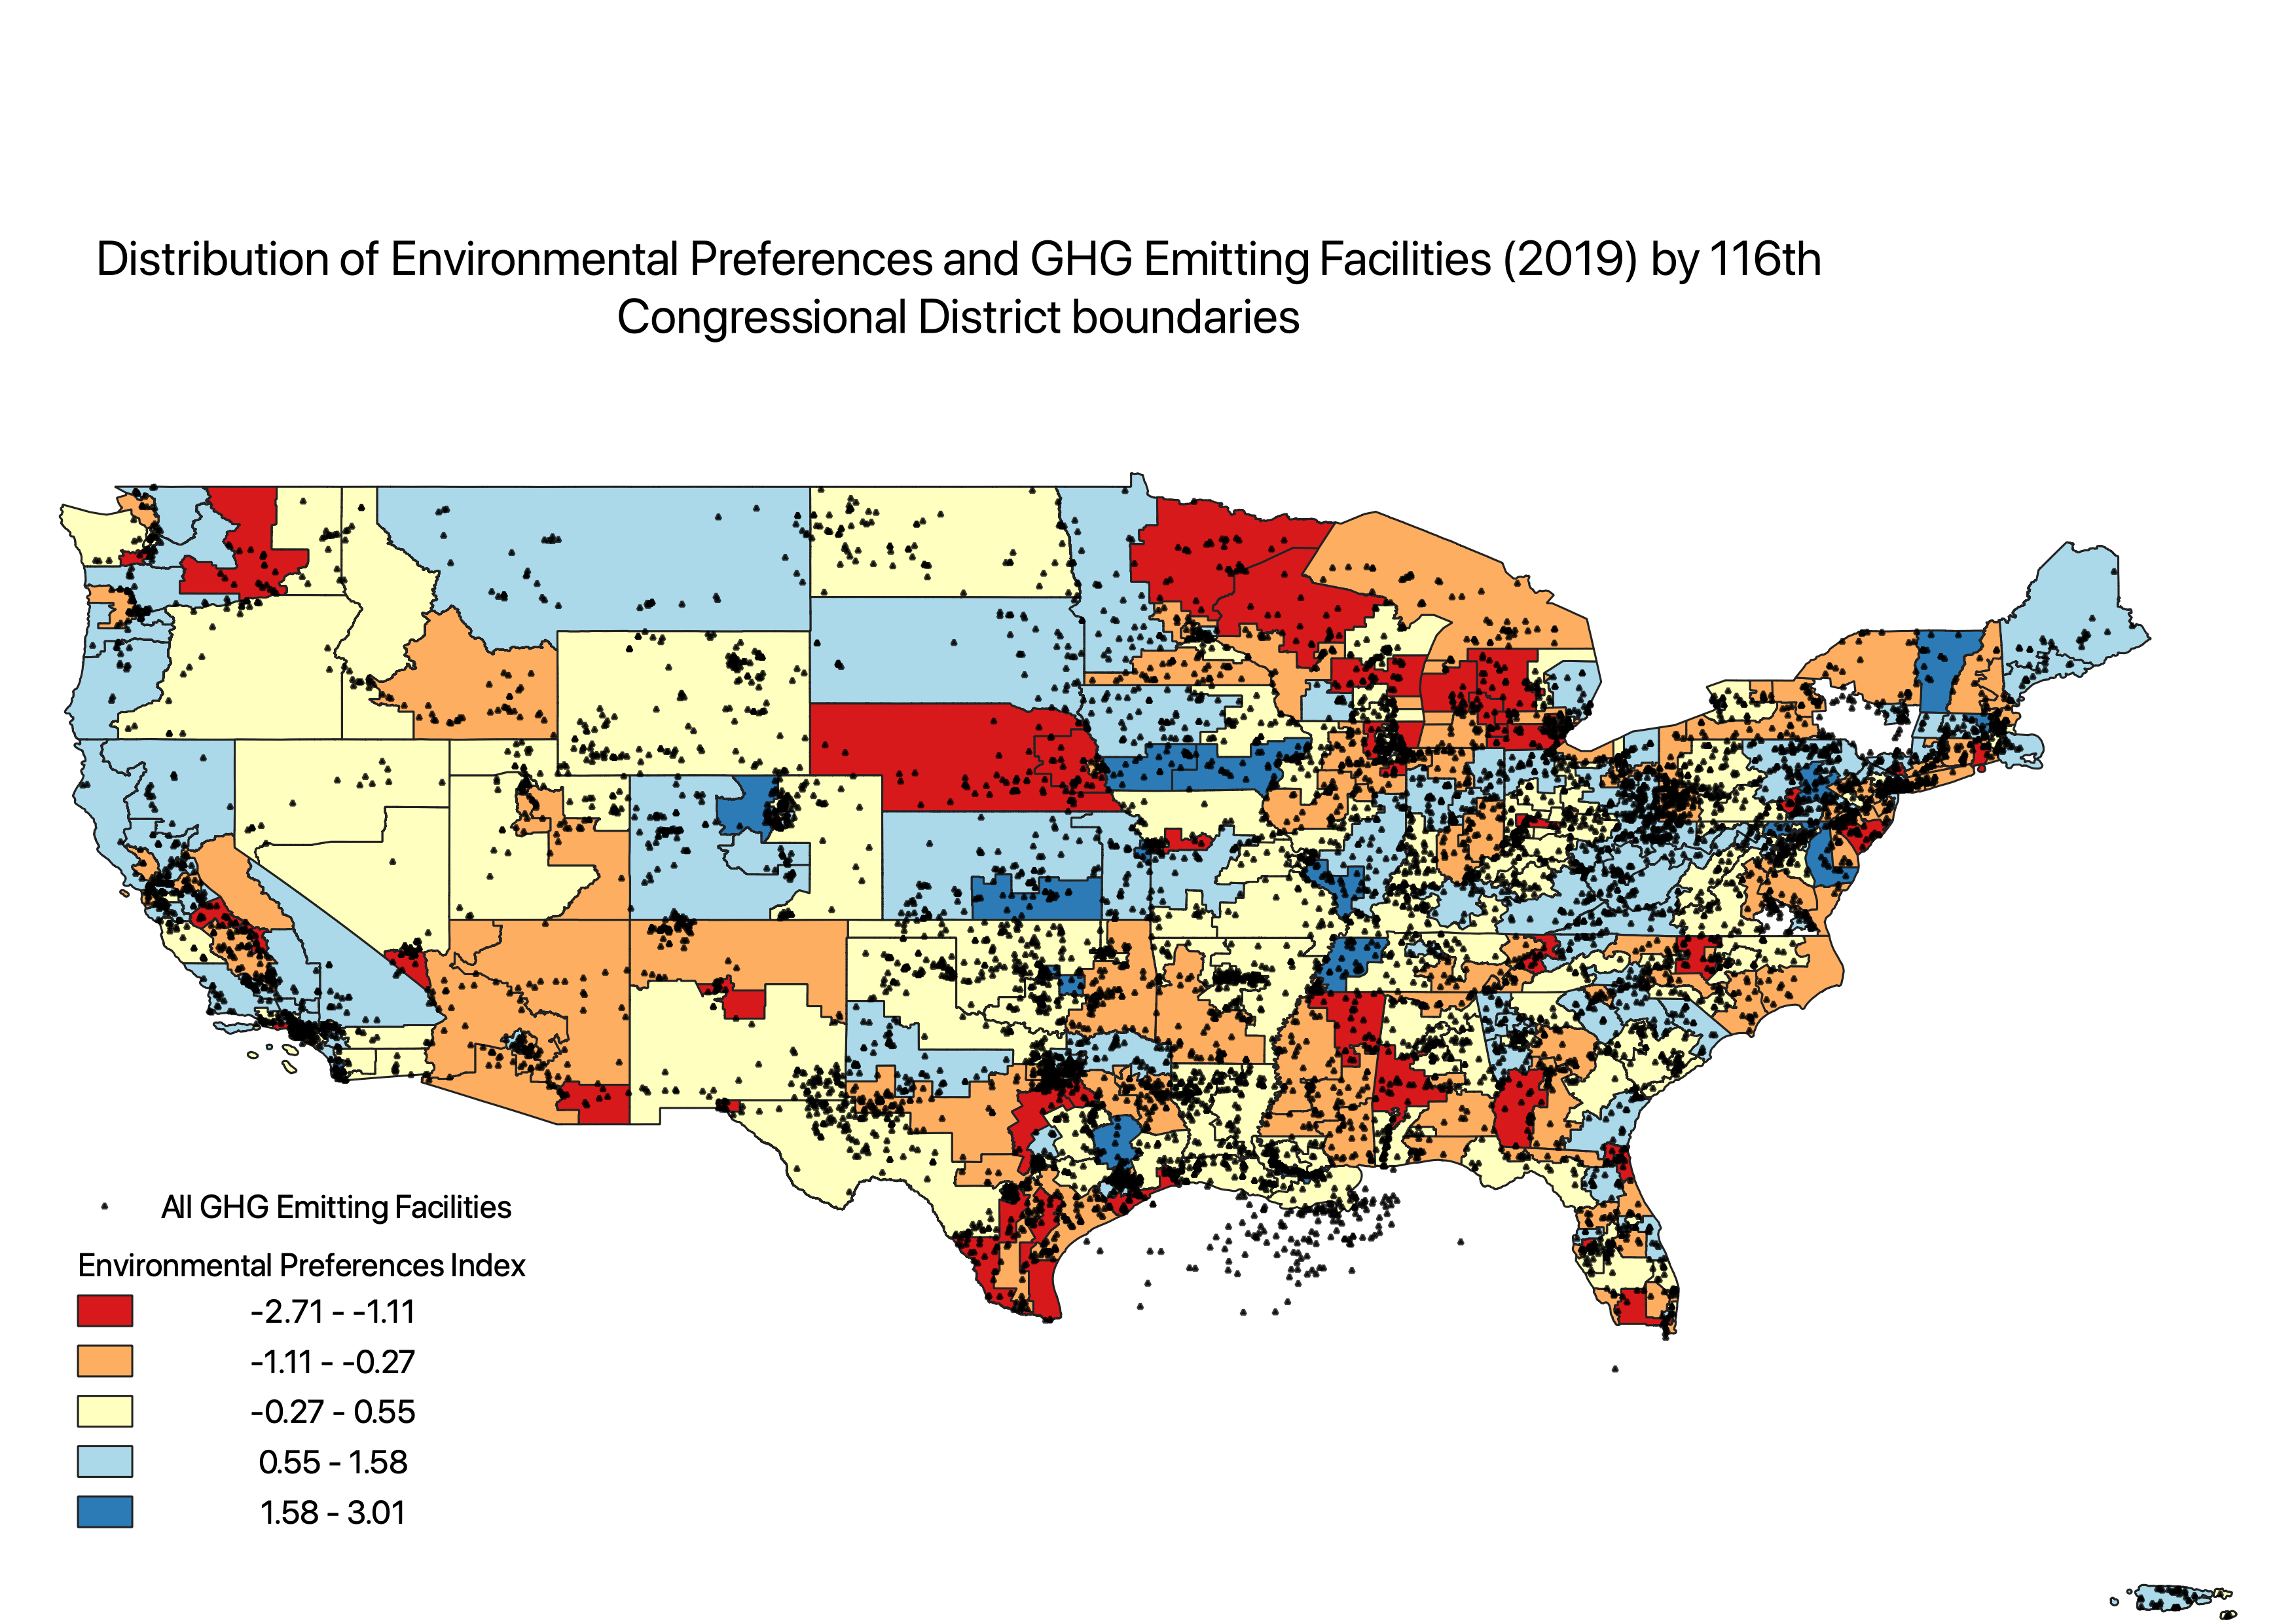 Distribution of Environmental Preferences and GHG Emitting Facilities (2019) by 116th
Congressional District boundaries
All GHG Emitting Facilities
Environmental Preferences Index
-2.71 - -1.11
-1.11 - -0.27
-0.27 - 0.55
0.55 - 1.58
1.58 - 3.01